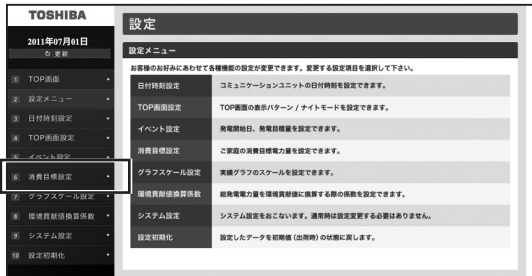 TOSHIBA
2011年07月01日
更新
1 TOP画面
2 設定メニュー
3 日付時刻設定
4 TOP画面設定
5 イベント設定
6 消費目標設定
7 グラフスケール設定
8 環境貢献値換算係数
9 システム設定
10 設定初期化
設定
設定メニュー
お客様のお好みにあわせて各種機能の設定が変更できます。変更する設定項目を選択して下さい。
日付時刻設定 コミュニケーションユニットの日付時刻を設定できます。
TOP画面設定 TOP画面の表示パターン / ナイトモードを設定できます。
イベント設定 発電開始日、発電目標量を設定できます。
消費目標設定 ご家庭の消費目標電力量を設定できます。
グラフスケール設定 実績グラフのスケールを設定できます。
環境貢献値換算係数 総発電電力量を環境貢献値に換算する際の係数を設定できます。
システム設定 システム設定をおこないます。通常時は設定変更する必要はありません。
設定初期化 設定したデータを初期値(出荷時)の状態に戻します。